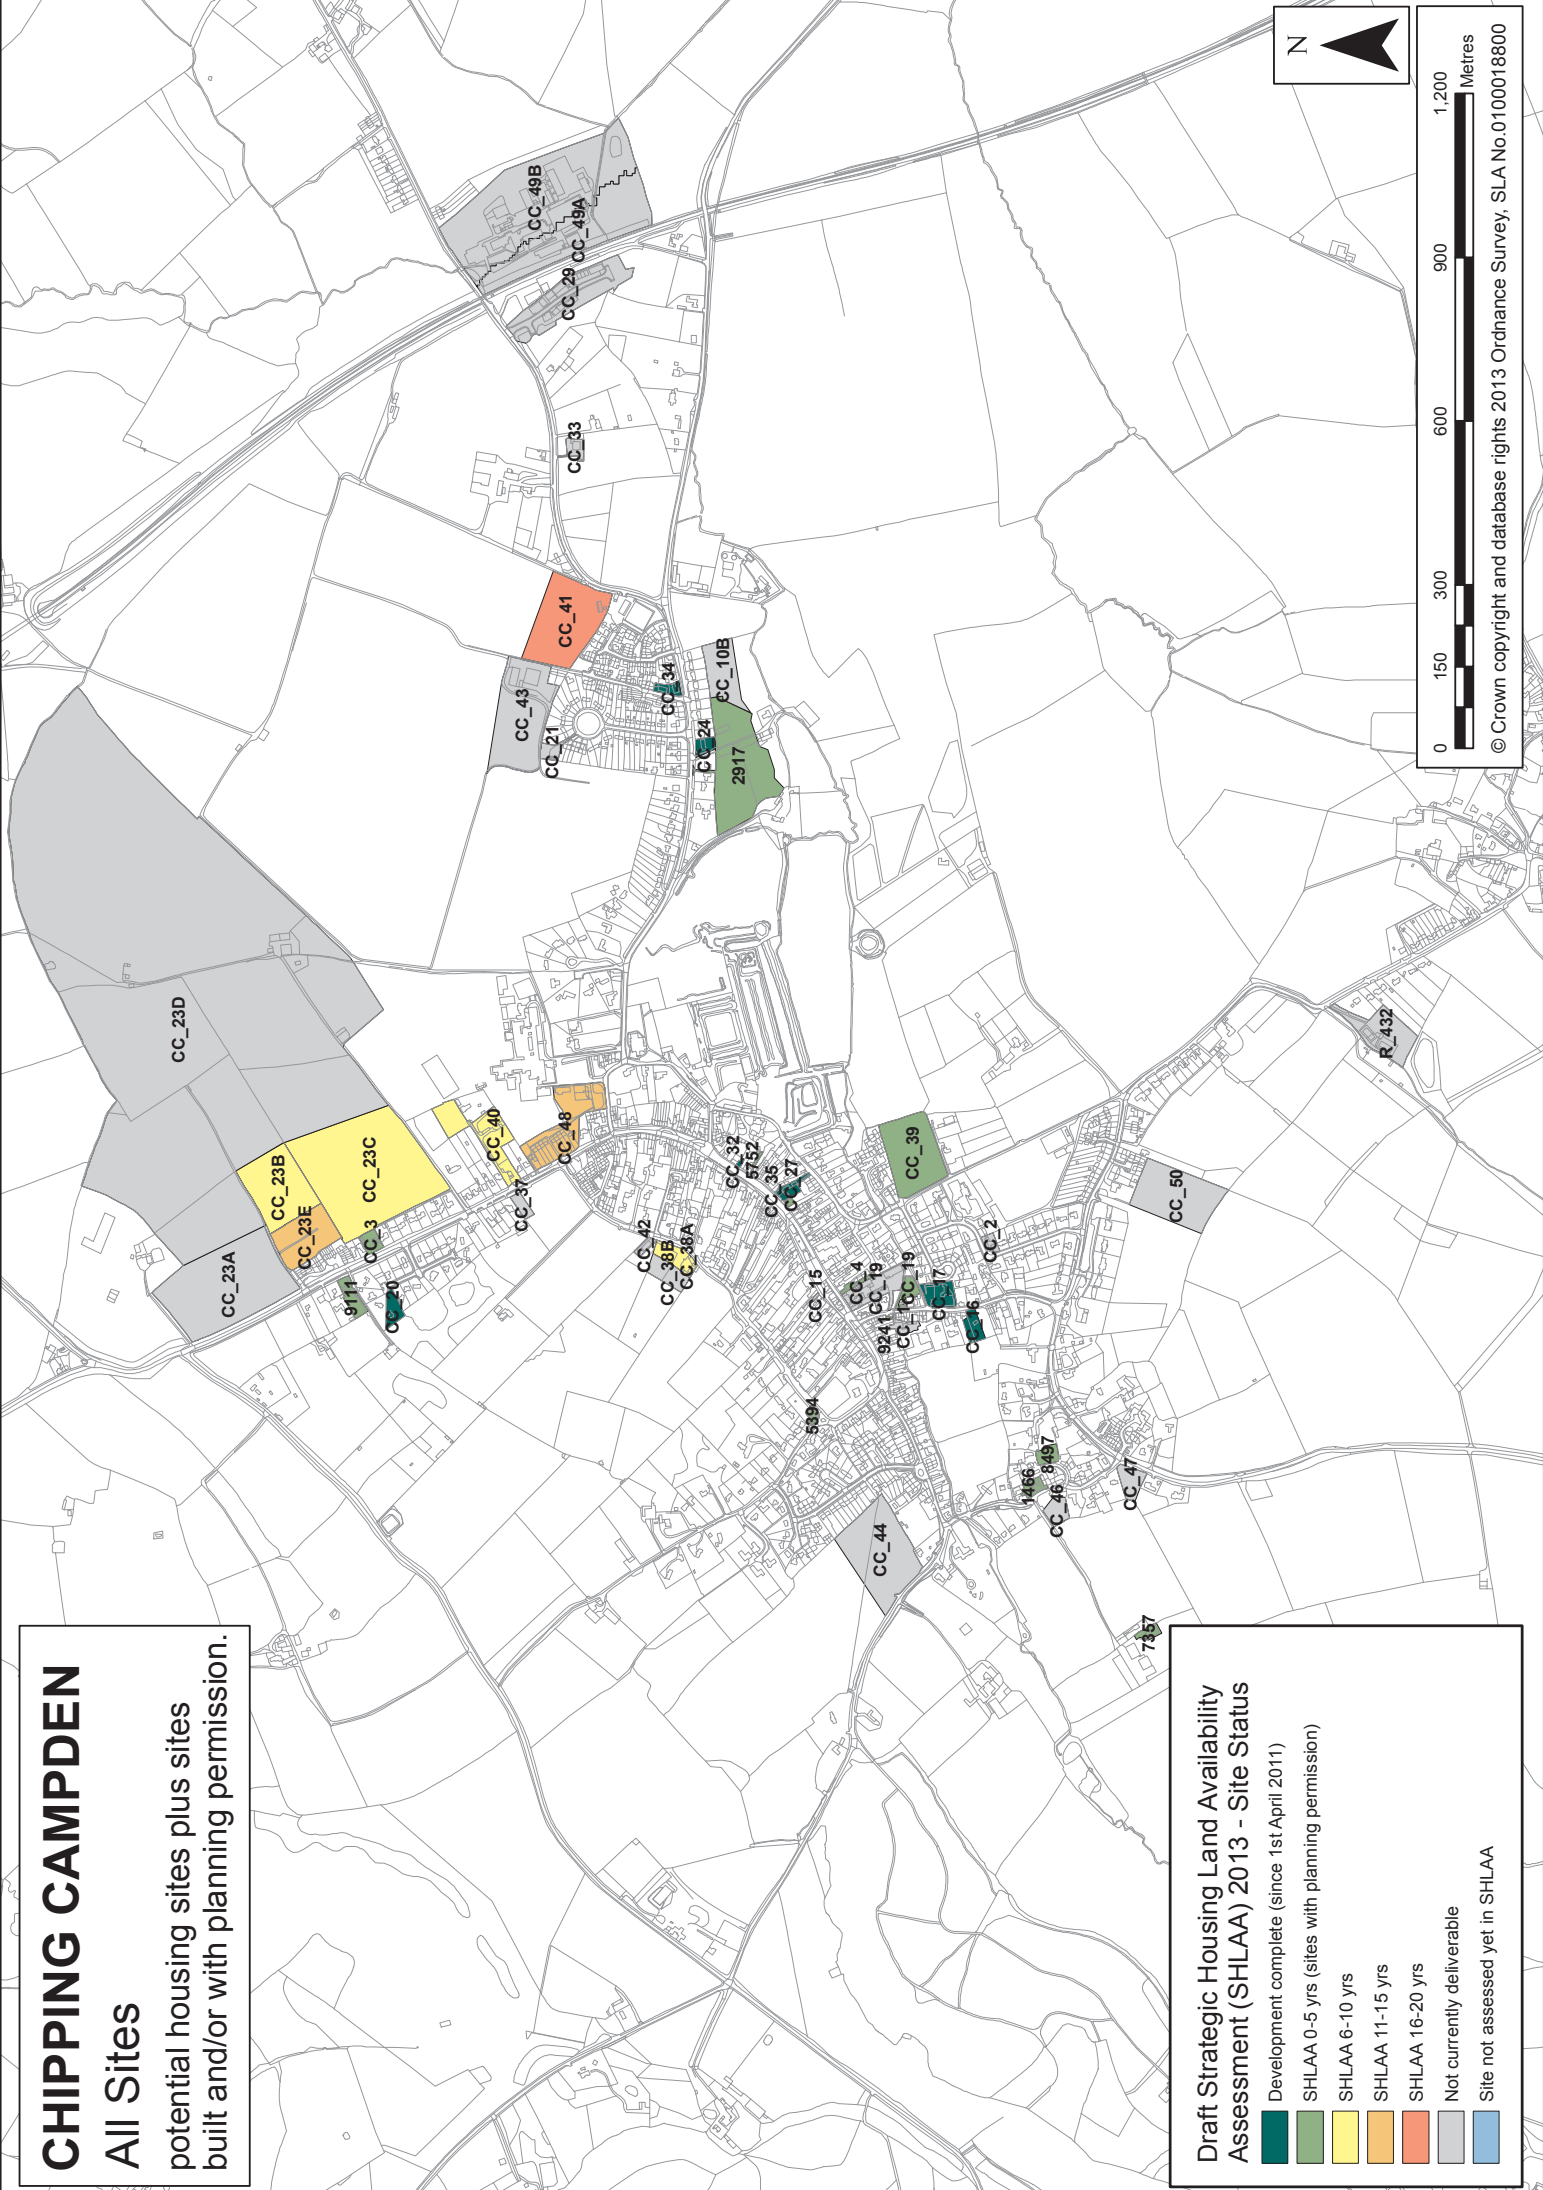 CHIPPING CAMPDEN
All Sites
potential housing sites plus sites
built and/or with planning permission.
CC_23D
CC_23A
CC_23B
CC_23E
CC_23C
CC_3
9111
CC_20
CC_40
CC_48
CC_37
CC_42
CC_38B
CC_38A
CC_43
CC_21
CC_41
CC_34
CC_24
CC_10B
2917
CC_33
CC_29
CC_49A
CC_49B
CC_32
5752
CC_35
CC_27
CC_15
CC_4
CC_19
CC_19
CC_17
CC_16
9241
CC_1
CC_39
CC_2
CC_50
R_432
5394
CC_44
1466
8497
CC_46
CC_47
7357
Draft Strategic Housing Land Availability
Assessment (SHLAA) 2013 - Site Status
Development complete (since 1st April 2011)
SHLAA 0-5 yrs (sites with planning permission)
SHLAA 6-10 yrs
SHLAA 11-15 yrs
SHLAA 16-20 yrs
Not currently deliverable
Site not assessed yet in SHLAA
N
0 150 300 600 900 1,200
Metres
© Crown copyright and database rights 2013 Ordnance Survey, SLA No.0100018800